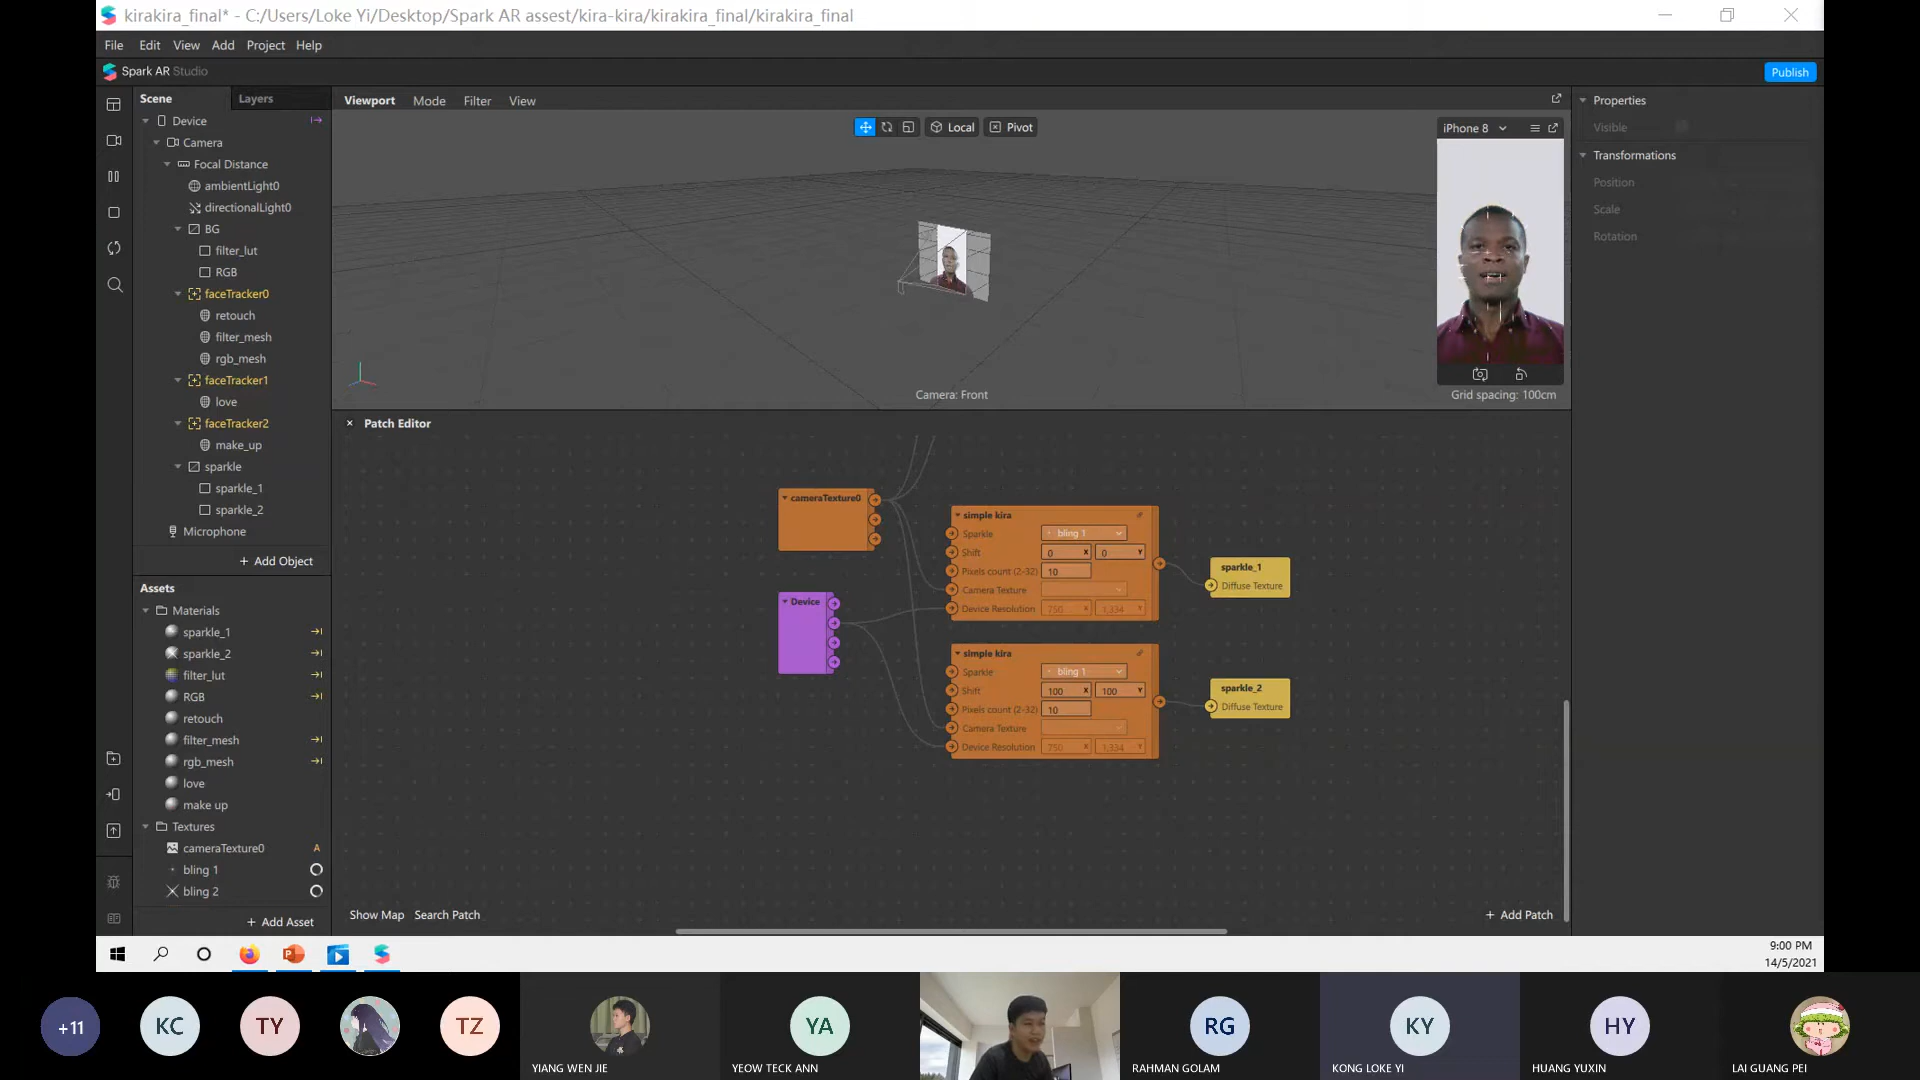 kirakira_final* - C:/Users/Loke Yi/Desktop/Spark AR assest/kira-kira/kirakira_final/kirakira_final
File Edit View Add Project Help
Spark AR Studio
Publish
Scene
Layers
Device
Camera
Focal Distance
ambientLight0
directionalLight0
BG
filter_lut
RGB
faceTracker0
retouch
filter_mesh
rgb_mesh
faceTracker1
love
faceTracker2
make_up
sparkle
sparkle_1
sparkle_2
Microphone
+ Add Object
Assets
Materials
sparkle_1
sparkle_2
filter_lut
RGB
retouch
filter_mesh
rgb_mesh
love
make up
Textures
cameraTexture0 A
bling 1
bling 2
+ Add Asset
Viewport Mode Filter View
Local
Pivot
iPhone 8
Camera: Front
Grid spacing: 100cm
Patch Editor
cameraTexture0
Device
simple kira
Sparkle bling 1
Shift 0 X 0 Y
Pixels count (2-32) 10
Camera Texture
Device Resolution 750 X 1,334 Y
sparkle_1
Diffuse Texture
simple kira
Sparkle bling 1
Shift 100 X 100 Y
Pixels count (2-32) 10
Camera Texture
Device Resolution 750 X 1,334 Y
sparkle_2
Diffuse Texture
Show Map Search Patch
+ Add Patch
Properties
Visible
Transformations
Position
Scale
Rotation
9:00 PM
14/5/2021
+11
KC
TY
TZ
YIANG WEN JIE
YA
YEOW TECK ANN
RG
RAHMAN GOLAM
KY
KONG LOKE YI
HY
HUANG YUXIN
LAI GUANG PEI